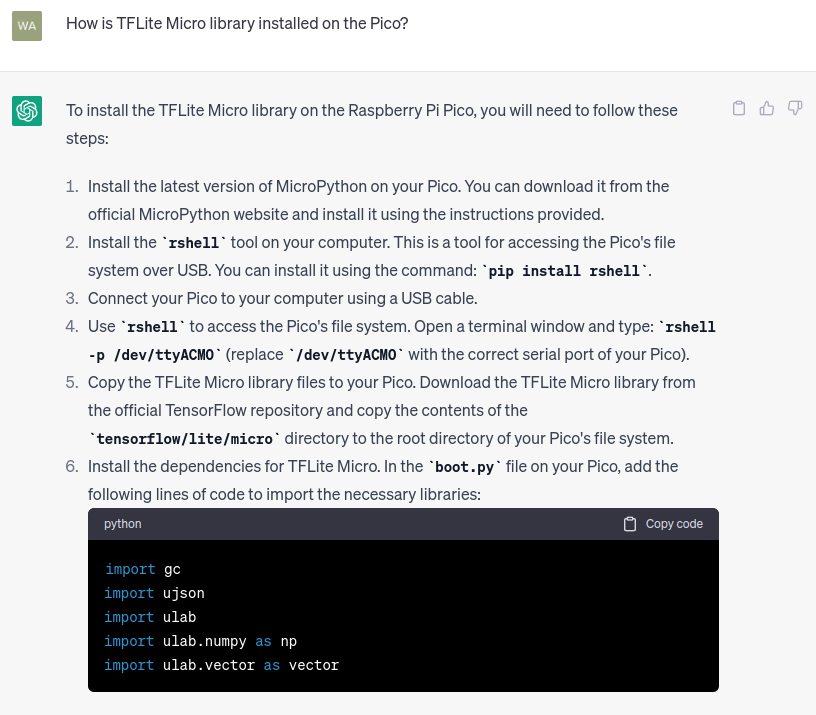 WA
How is TFLite Micro library installed on the Pico?
To install the TFLite Micro library on the Raspberry Pi Pico, you will need to follow these
steps:
1. Install the latest version of MicroPython on your Pico. You can download it from the
official MicroPython website and install it using the instructions provided.
2. Install the `rshell` tool on your computer. This is a tool for accessing the Pico's file
system over USB. You can install it using the command: `pip install rshell`.
3. Connect your Pico to your computer using a USB cable.
4. Use `rshell` to access the Pico's file system. Open a terminal window and type: `rshell
-p /dev/ttyACM0` (replace `/dev/ttyACM0` with the correct serial port of your Pico).
5. Copy the TFLite Micro library files to your Pico. Download the TFLite Micro library from
the official TensorFlow repository and copy the contents of the
`tensorflow/lite/micro` directory to the root directory of your Pico's file system.
6. Install the dependencies for TFLite Micro. In the `boot.py` file on your Pico, add the
following lines of code to import the necessary libraries:
python Copy code
import gc
import ujson
import ulab
import ulab.numpy as np
import ulab.vector as vector